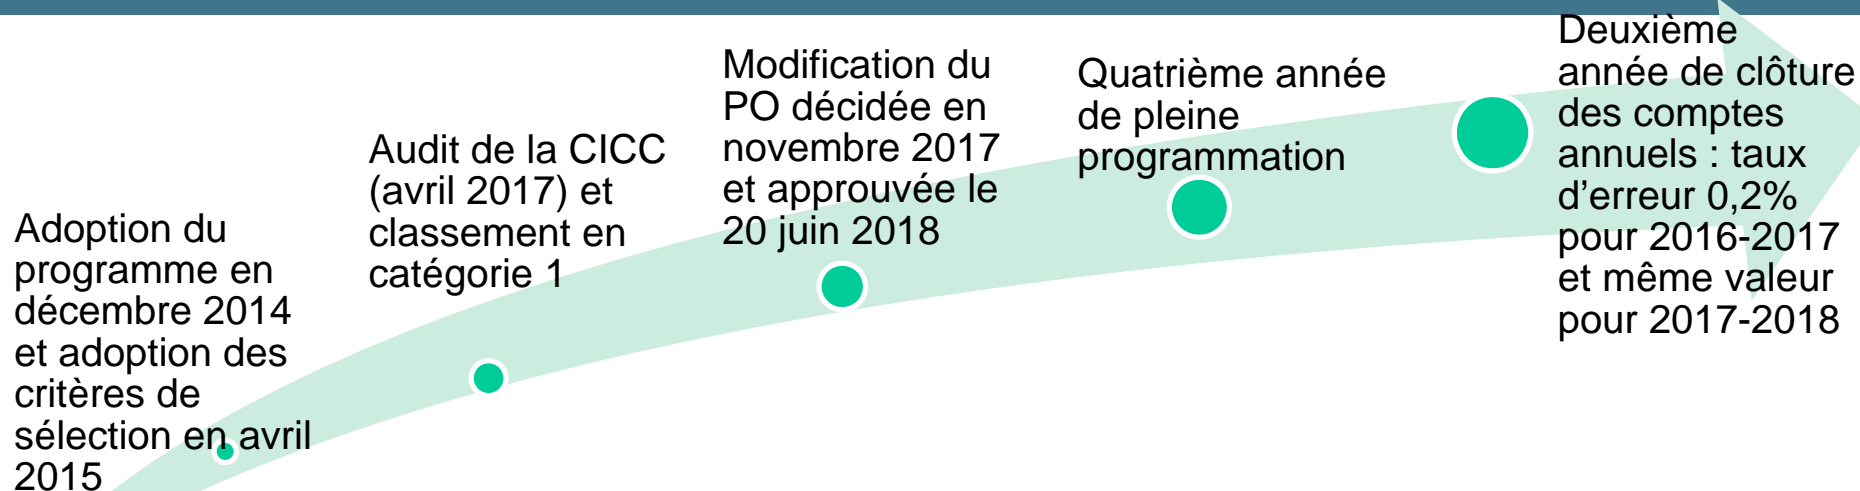 Adoption du
programme en
décembre 2014
et adoption des
critères de
sélection en avril
2015
Audit de la CICC
(avril 2017) et
classement en
catégorie 1
Modification du
PO décidée en
novembre 2017
et approuvée le
20 juin 2018
Quatrième année
de pleine
programmation
Deuxième
année de clôture
des comptes
annuels : taux
d'erreur 0,2%
pour 2016-2017
et même valeur
pour 2017-2018